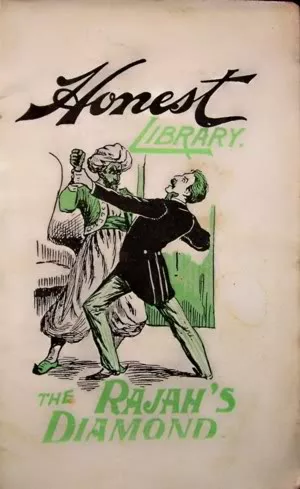 Honest
LIBRARY.
THE RAJAH'S
DIAMOND